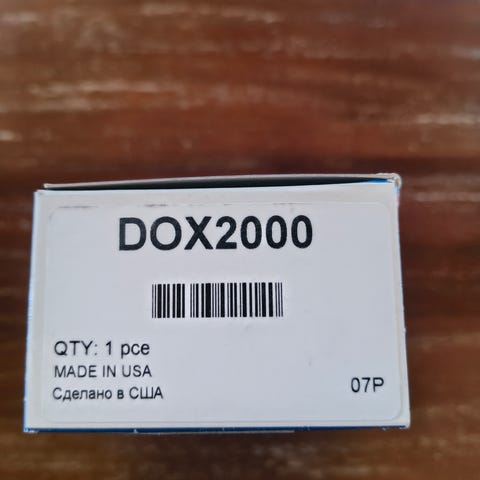 DOX2000
QTY: 1 pce
MADE IN USA
Сделано в США
07P